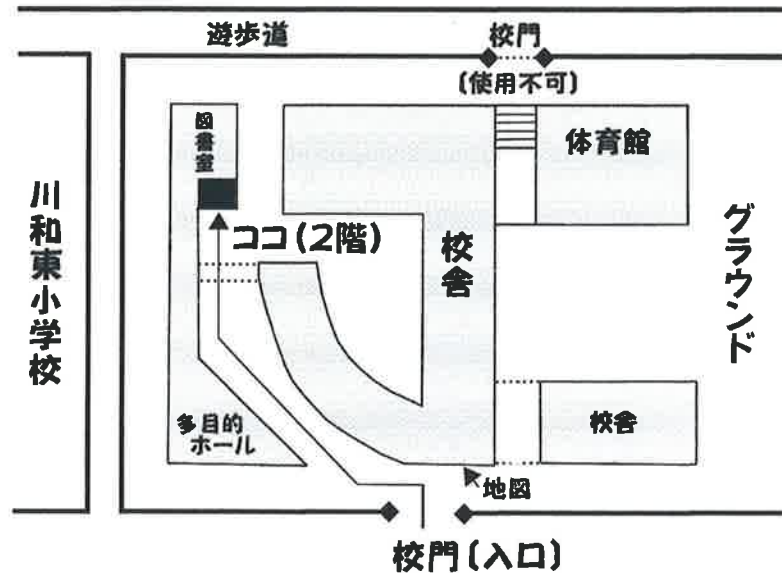 遊歩道
校門
(使用不可)
図書室
体育館
川和東小学校
ココ(2階)
校舎
グラウンド
多目的
ホール
校舎
地図
校門(入口)